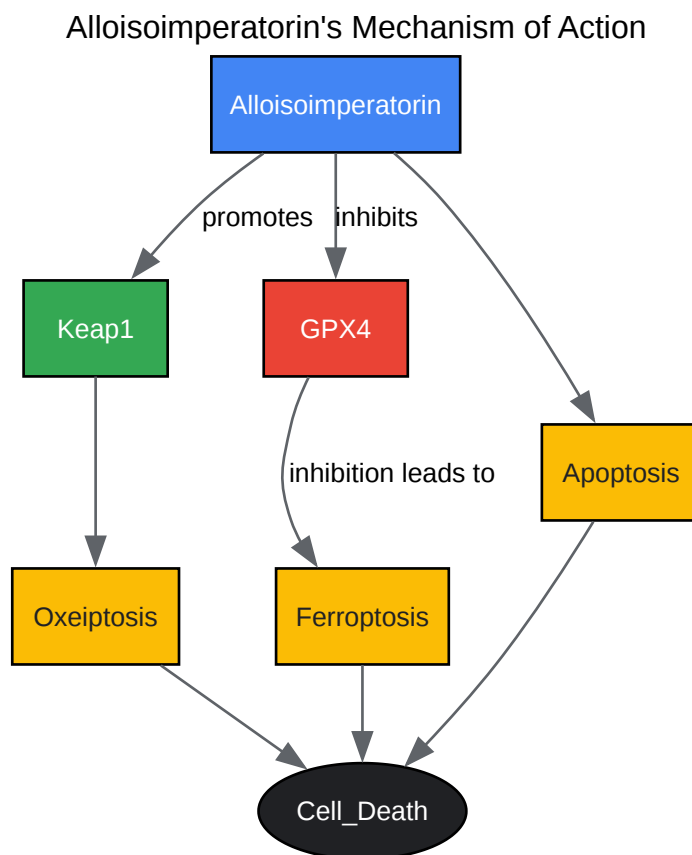 Alloisoimperatorin's Mechanism of Action
Alloisoimperatorin
promotes
inhibits
Keap1
GPX4
inhibition leads to
Apoptosis
Oxeiptosis
Ferroptosis
Cell_Death